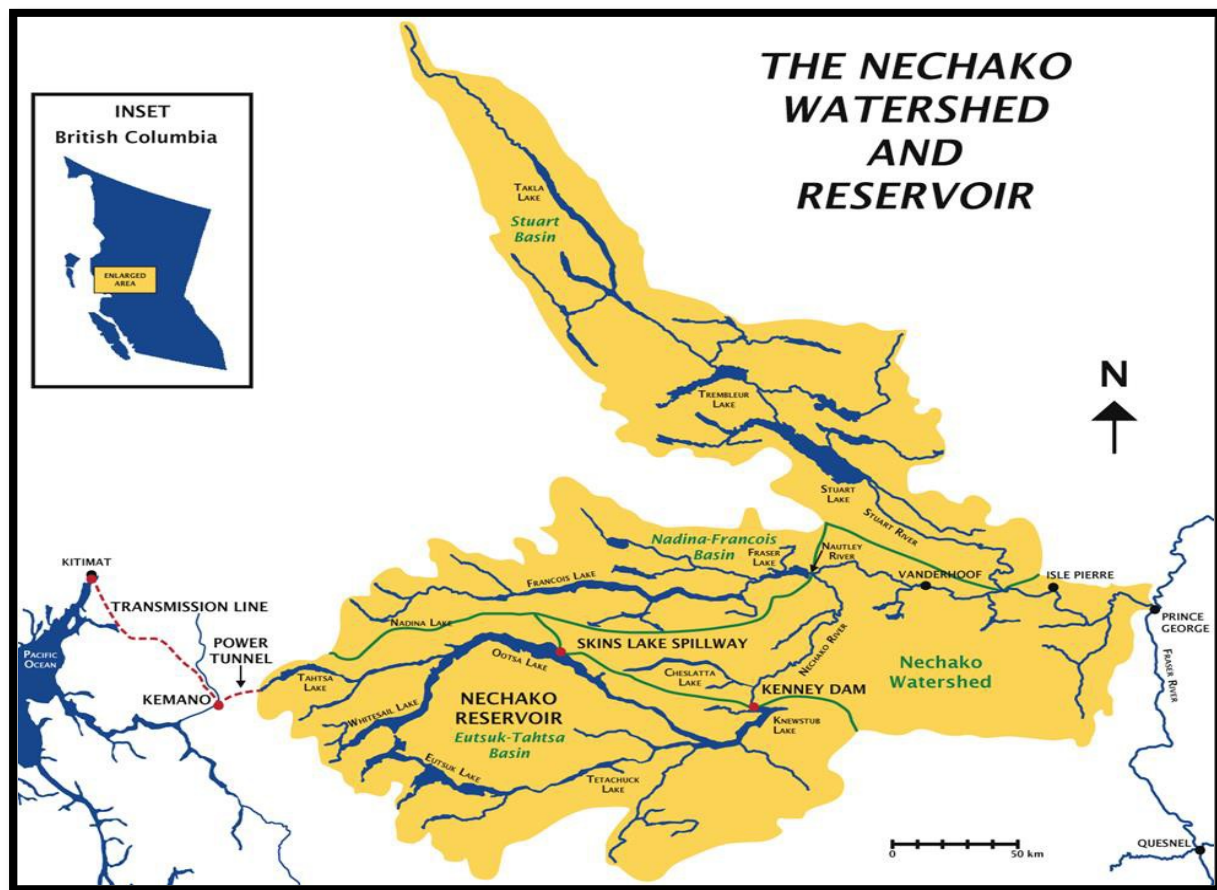 THE NECHAKO
WATERSHED
AND
RESERVOIR
INSET
British Columbia
ENLARGED
AREA
TAKLA
LAKE
Stuart
Basin
N
TREMBLEUR
LAKE
STUART
LAKE
STUART RIVER
Nadina-Francois
Basin
FRASER
LAKE
NAUTLEY
RIVER
VANDERHOOF
ISLE PIERRE
PRINCE
GEORGE
FRASER RIVER
KITIMAT
TRANSMISSION LINE
POWER
TUNNEL
PACIFIC
OCEAN
KEMANO
FRANCOIS LAKE
NADINA LAKE
SKINS LAKE SPILLWAY
OOTSA LAKE
TAHTSA
LAKE
NECHAKO RIVER
CHESLATTA
LAKE
Nechako
Watershed
KENNEY DAM
WHITESAIL LAKE
NECHAKO
RESERVOIR
Eutsuk-Tahtsa
Basin
KNEWSTUB
LAKE
EUTSUK LAKE
TETACHUCK
LAKE
0
50 km
QUESNEL